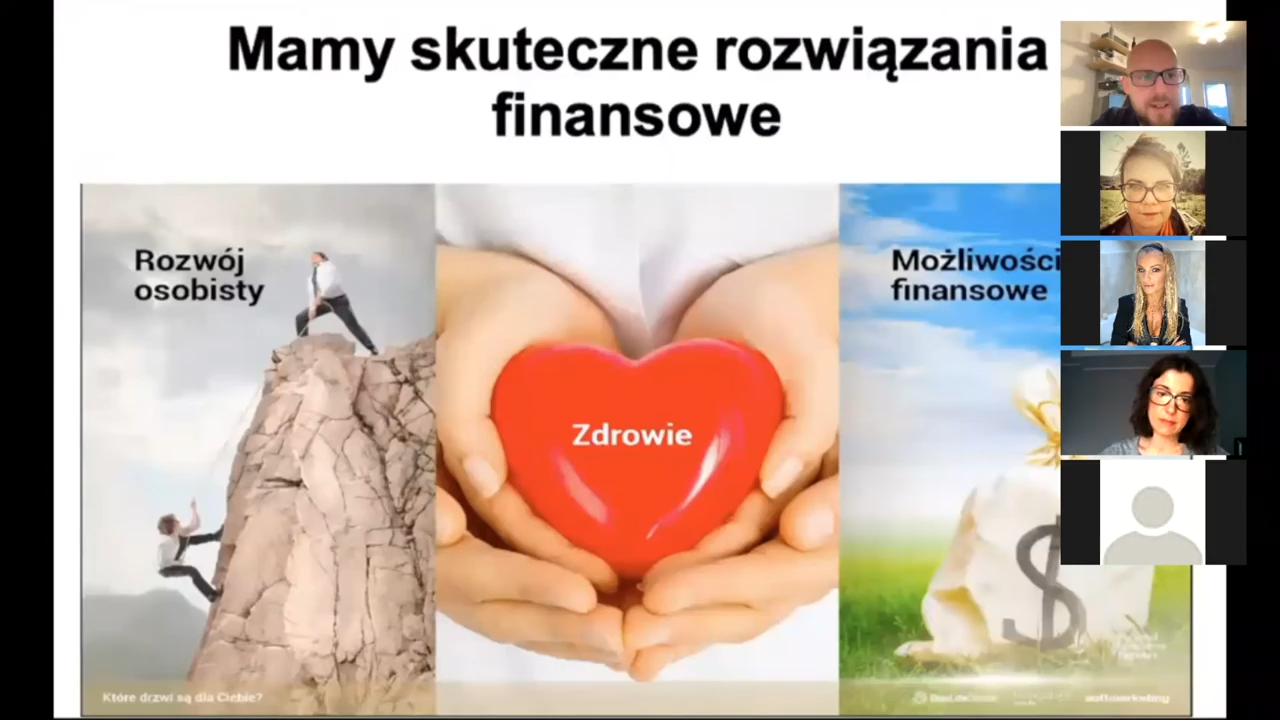 Mamy skuteczne rozwiązania
finansowe
Rozwój
osobisty
Zdrowie
Możliwości
finansowe
$
Które drzwi są dla Ciebie?